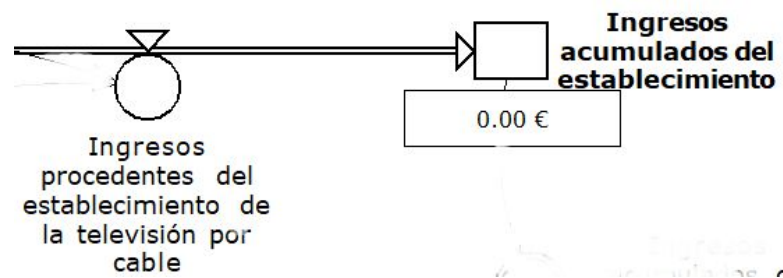 Ingresos
acumulados del
establecimiento
0.00 €
Ingresos
procedentes del
establecimiento de
la televisión por
cable